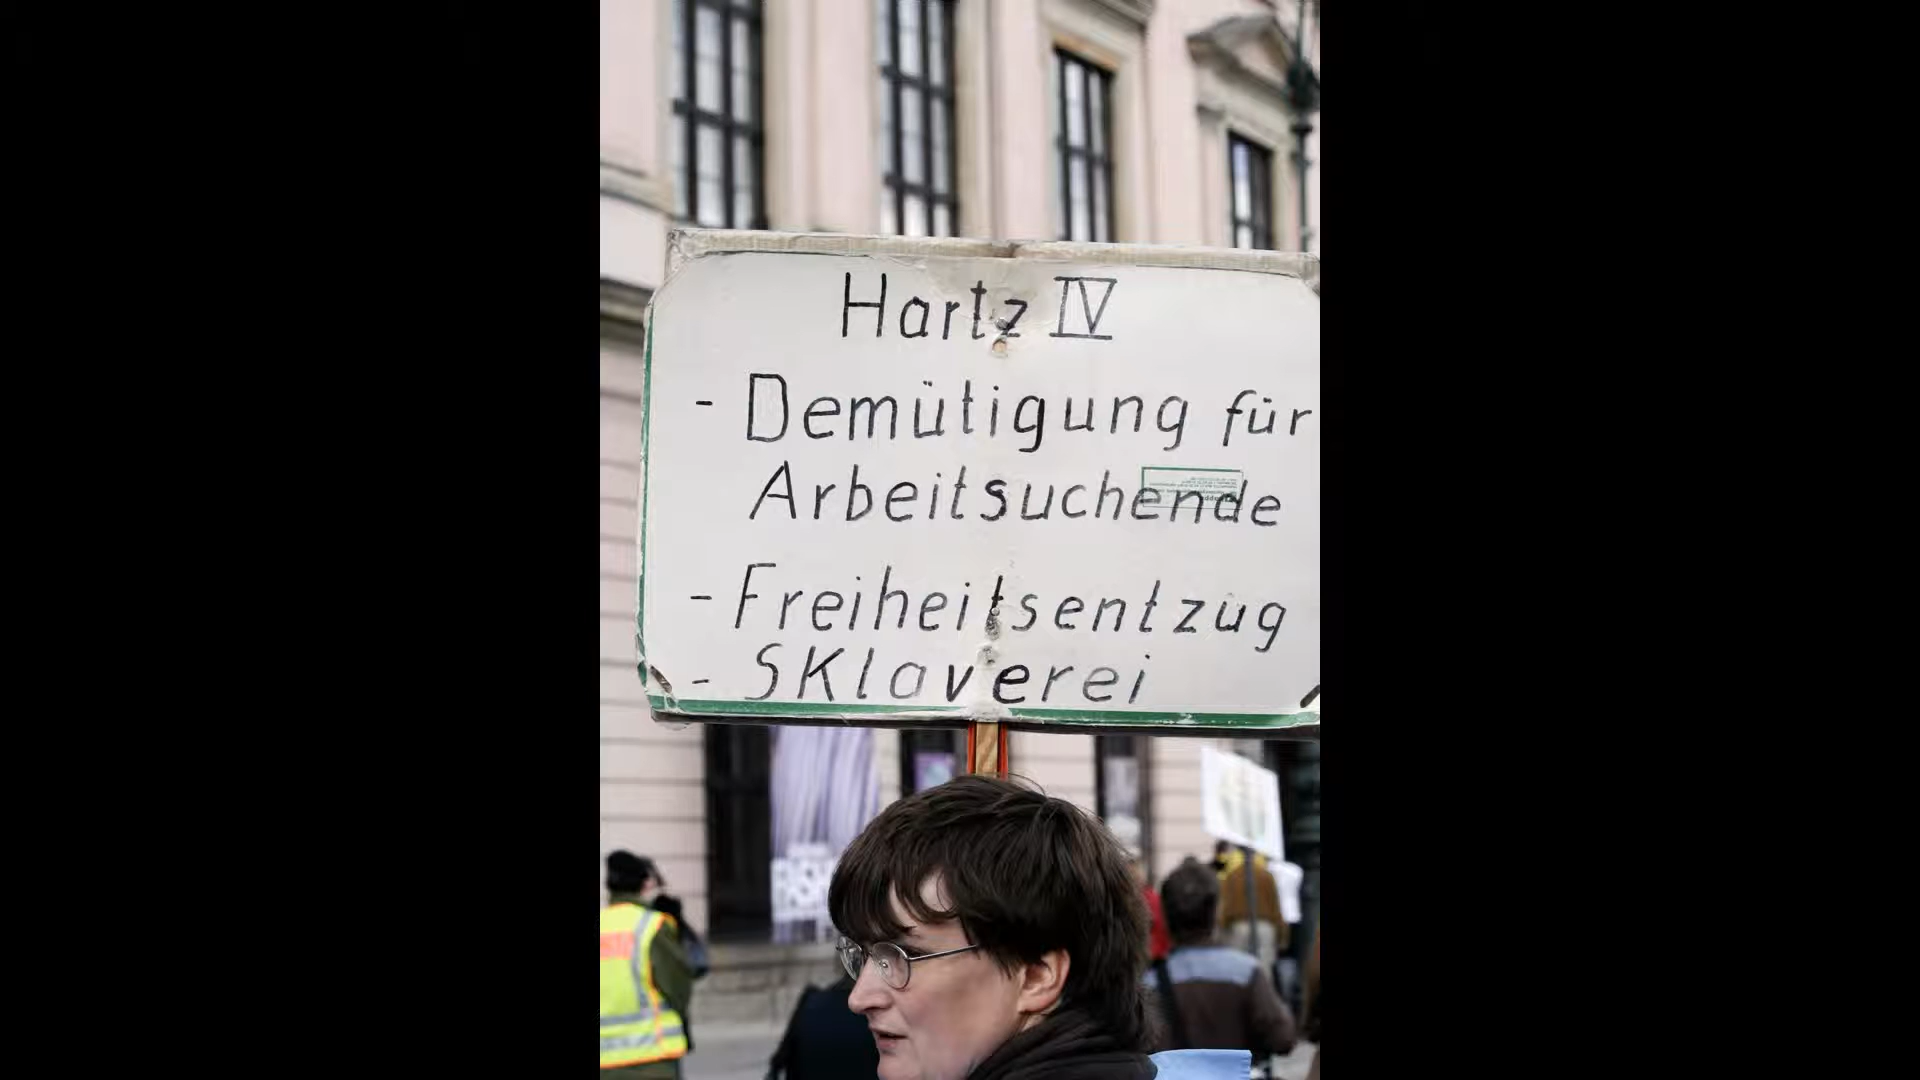 Hartz IV
- Demütigung für
Arbeitsuchende
- Freiheitsentzug
- Sklaverei